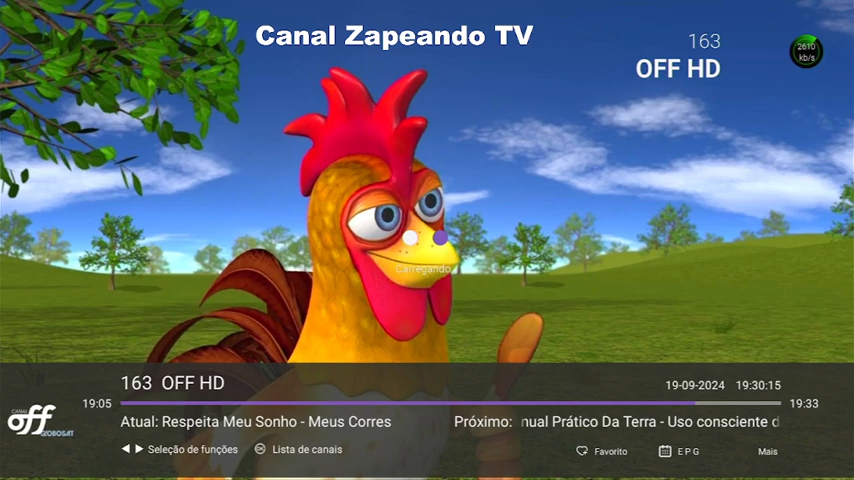 Canal Zapeando TV
163
OFF HD
2610
kb/s
Carregando
163 OFF HD
19-09-2024 19:30:15
19:05
19:33
CANAL
off
GLOBOSAT
Atual: Respeita Meu Sonho - Meus Corres
Próximo: nual Prático Da Terra - Uso consciente d
Seleção de funções
Lista de canais
Favorito
E P G
Mais